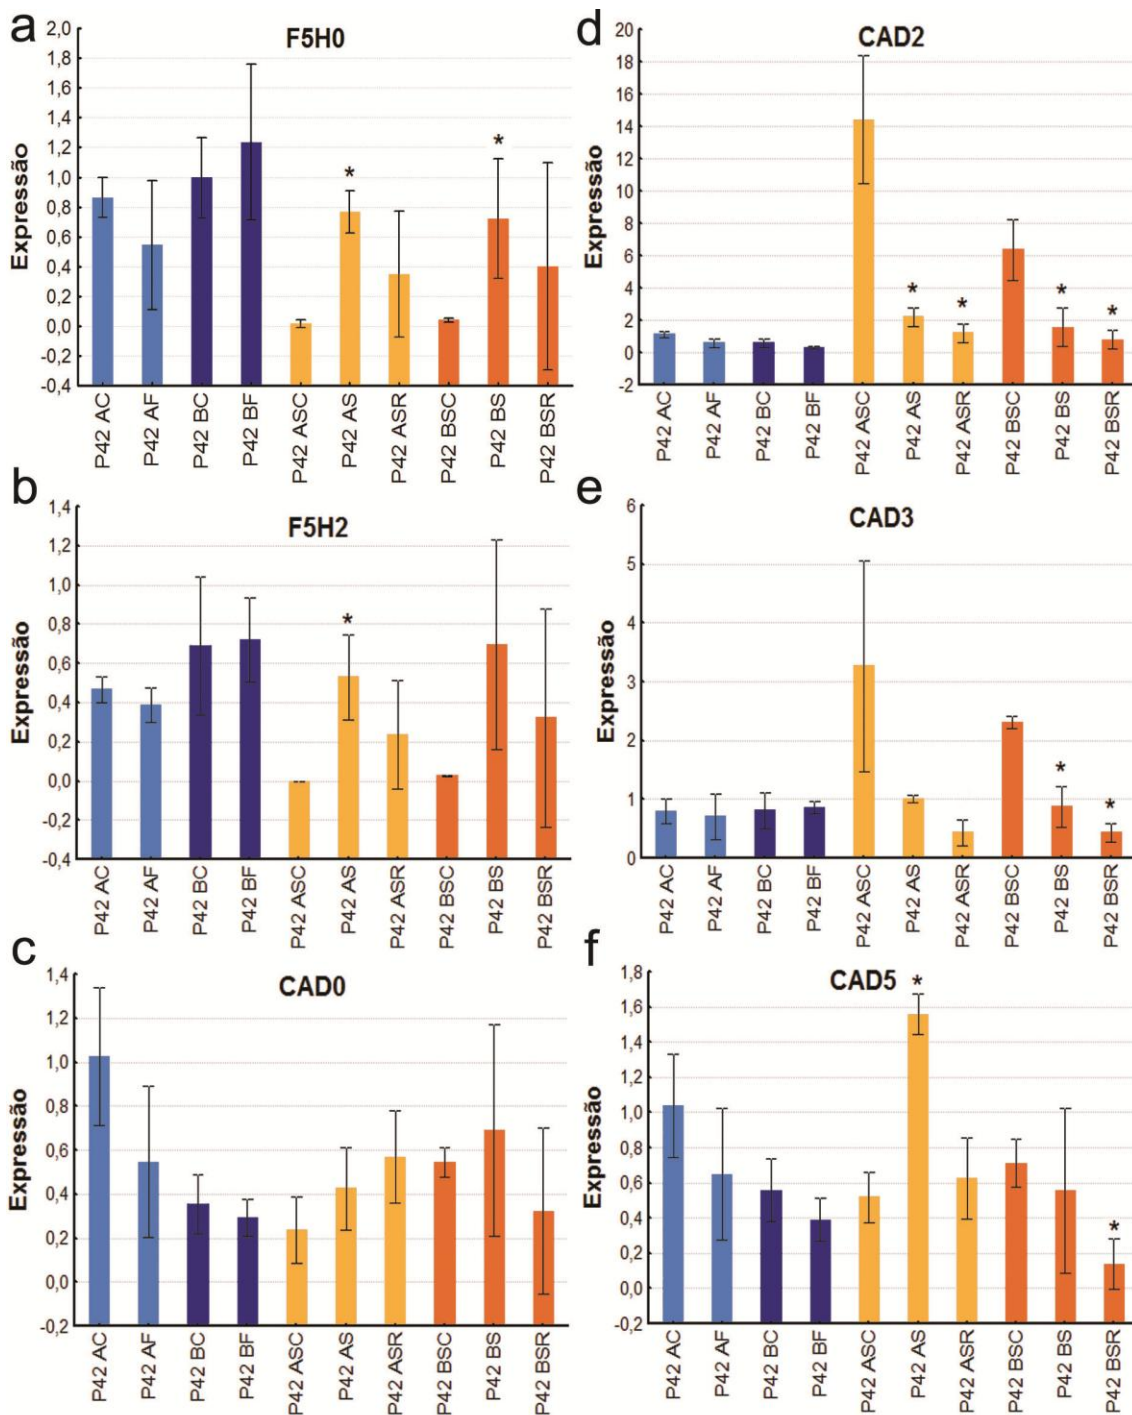 a
F5H0
Expressão
2,0
1,8
1,6
1,4
1,2
1,0
0,8
0,6
0,4
0,2
0,0
-0,2
-0,4
*
*
P42 AC
P42 AF
P42 BC
P42 BF
P42 ASC
P42 AS
P42 ASR
P42 BSC
P42 BS
P42 BSR
d
CAD2
Expressão
20
18
16
14
12
10
8
6
4
2
0
-2
*
*
*
*
P42 AC
P42 AF
P42 BC
P42 BF
P42 ASC
P42 AS
P42 ASR
P42 BSC
P42 BS
P42 BSR
b
F5H2
Expressão
1,4
1,2
1,0
0,8
0,6
0,4
0,2
0,0
-0,2
-0,4
*
P42 AC
P42 AF
P42 BC
P42 BF
P42 ASC
P42 AS
P42 ASR
P42 BSC
P42 BS
P42 BSR
e
CAD3
Expressão
6
5
4
3
2
1
0
*
*
P42 AC
P42 AF
P42 BC
P42 BF
P42 ASC
P42 AS
P42 ASR
P42 BSC
P42 BS
P42 BSR
c
CAD0
Expressão
1,4
1,2
1,0
0,8
0,6
0,4
0,2
0,0
-0,2
P42 AC
P42 AF
P42 BC
P42 BF
P42 ASC
P42 AS
P42 ASR
P42 BSC
P42 BS
P42 BSR
f
CAD5
Expressão
1,8
1,6
1,4
1,2
1,0
0,8
0,6
0,4
0,2
0,0
-0,2
*
*
P42 AC
P42 AF
P42 BC
P42 BF
P42 ASC
P42 AS
P42 ASR
P42 BSC
P42 BS
P42 BSR